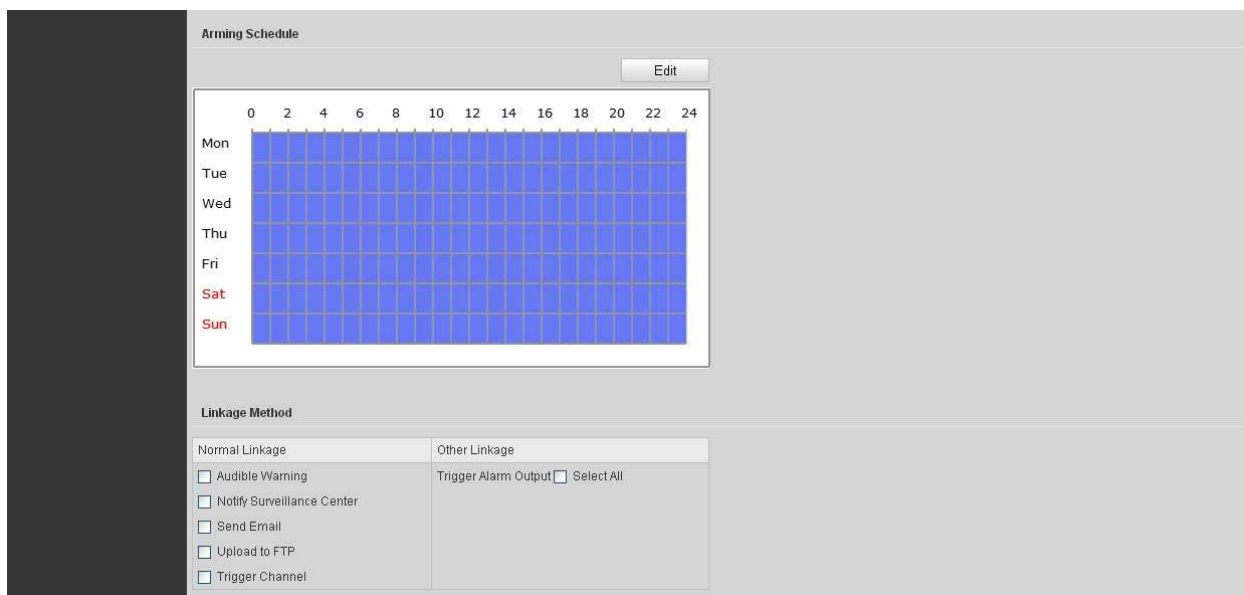 Arming Schedule
Edit
0 2 4 6 8 10 12 14 16 18 20 22 24
Mon
Tue
Wed
Thu
Fri
Sat
Sun
Linkage Method
Normal Linkage Other Linkage
Audible Warning Trigger Alarm Output Select All
Notify Surveillance Center
Send Email
Upload to FTP
Trigger Channel